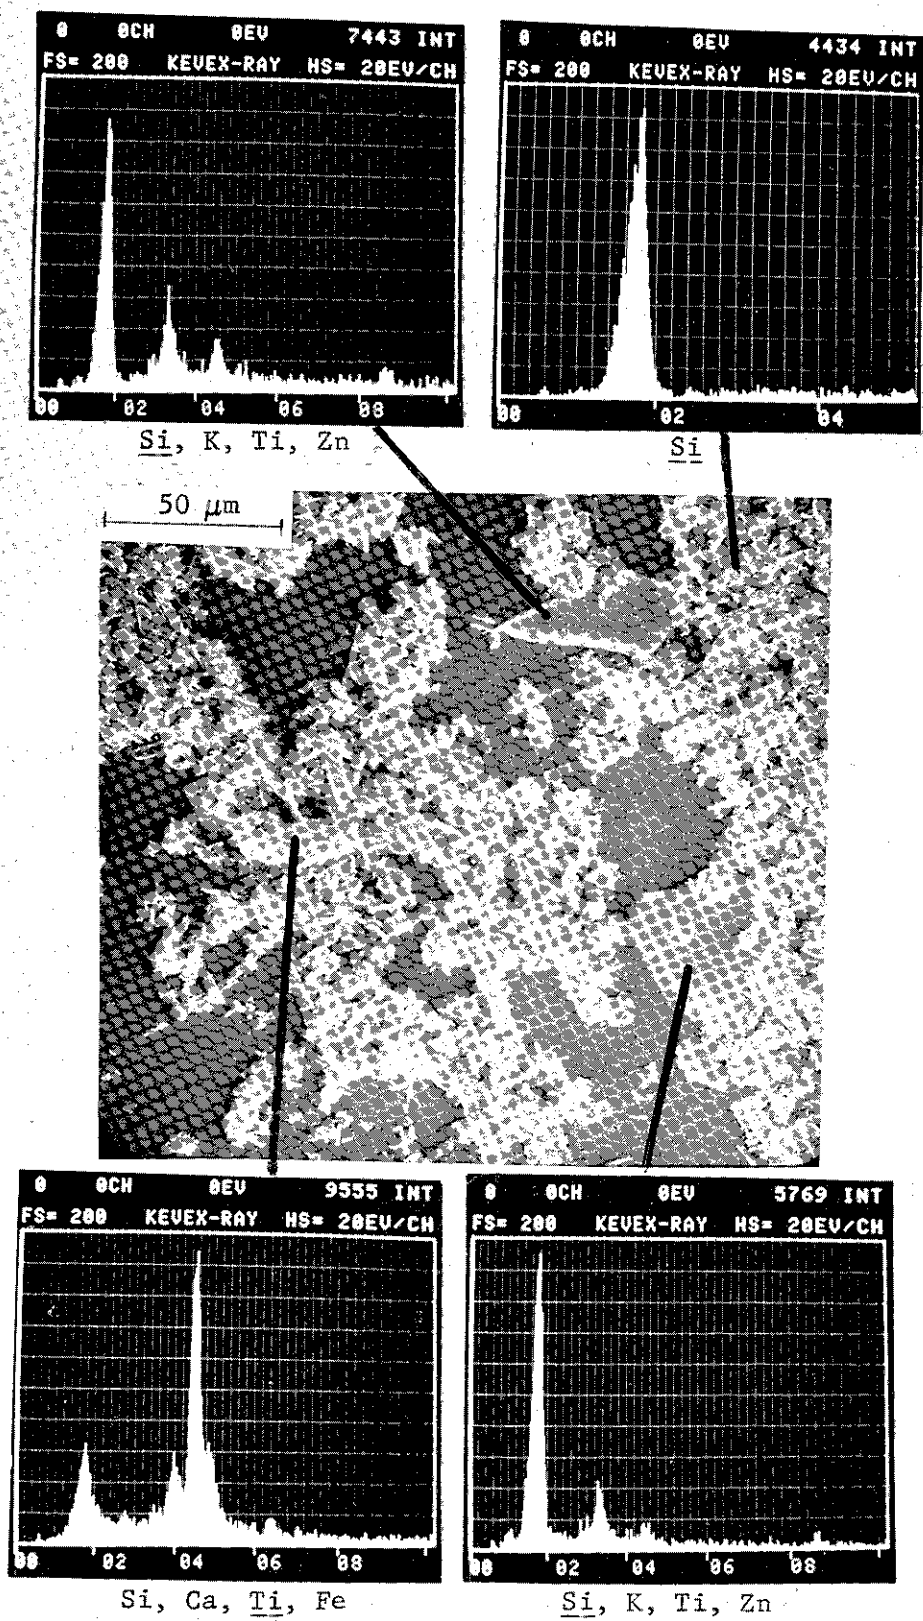 0 0CH 0EV 7443 INT
FS= 200 KEVEX-RAY HS= 20EV/CH
00 02 04 06 08
Si, K, Ti, Zn
0 0CH 0EV 4434 INT
FS= 200 KEVEX-RAY HS= 20EV/CH
00 02 04
Si
50 μm
0 0CH 0EV 9555 INT
FS= 200 KEVEX-RAY HS= 20EV/CH
00 02 04 06 08
Si, Ca, Ti, Fe
0 0CH 0EV 5769 INT
FS= 200 KEVEX-RAY HS= 20EV/CH
00 02 04 06 08
Si, K, Ti, Zn